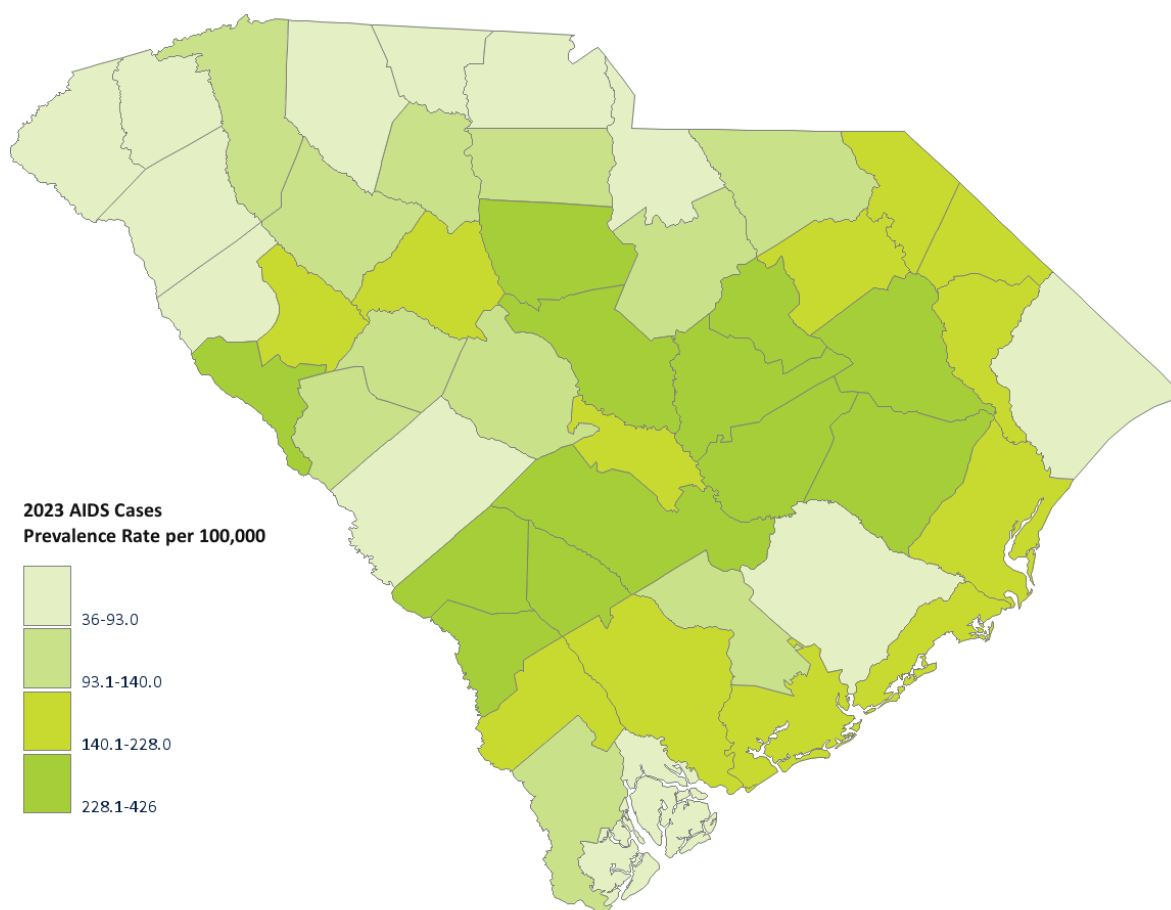 2023 AIDS Cases
Prevalence Rate per 100,000
36-93.0
93.1-140.0
140.1-228.0
228.1-426